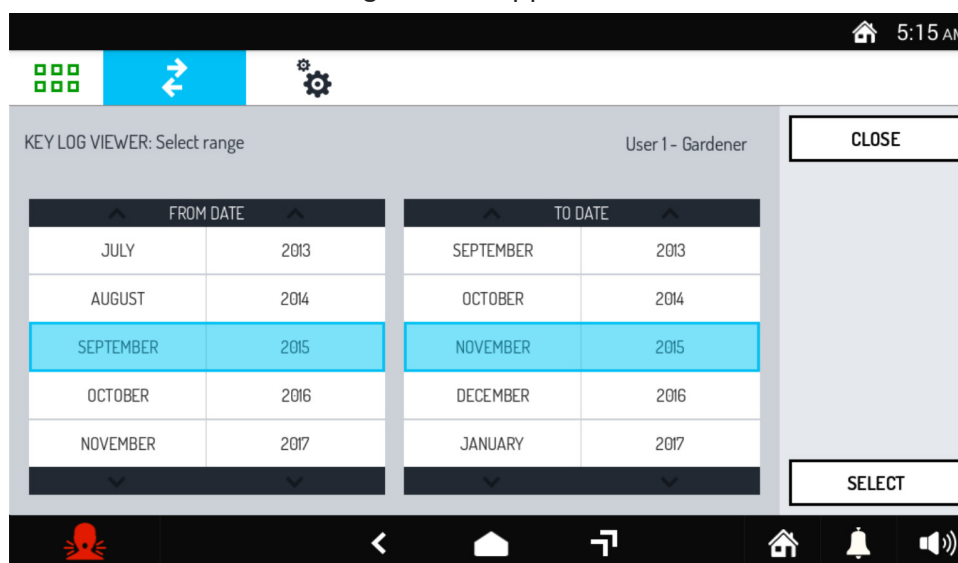 5:15 AM
KEY LOG VIEWER: Select range
User 1 - Gardener
CLOSE
FROM DATE
TO DATE
JULY 2013 SEPTEMBER 2013
AUGUST 2014 OCTOBER 2014
SEPTEMBER 2015 NOVEMBER 2015
OCTOBER 2016 DECEMBER 2016
NOVEMBER 2017 JANUARY 2017
SELECT